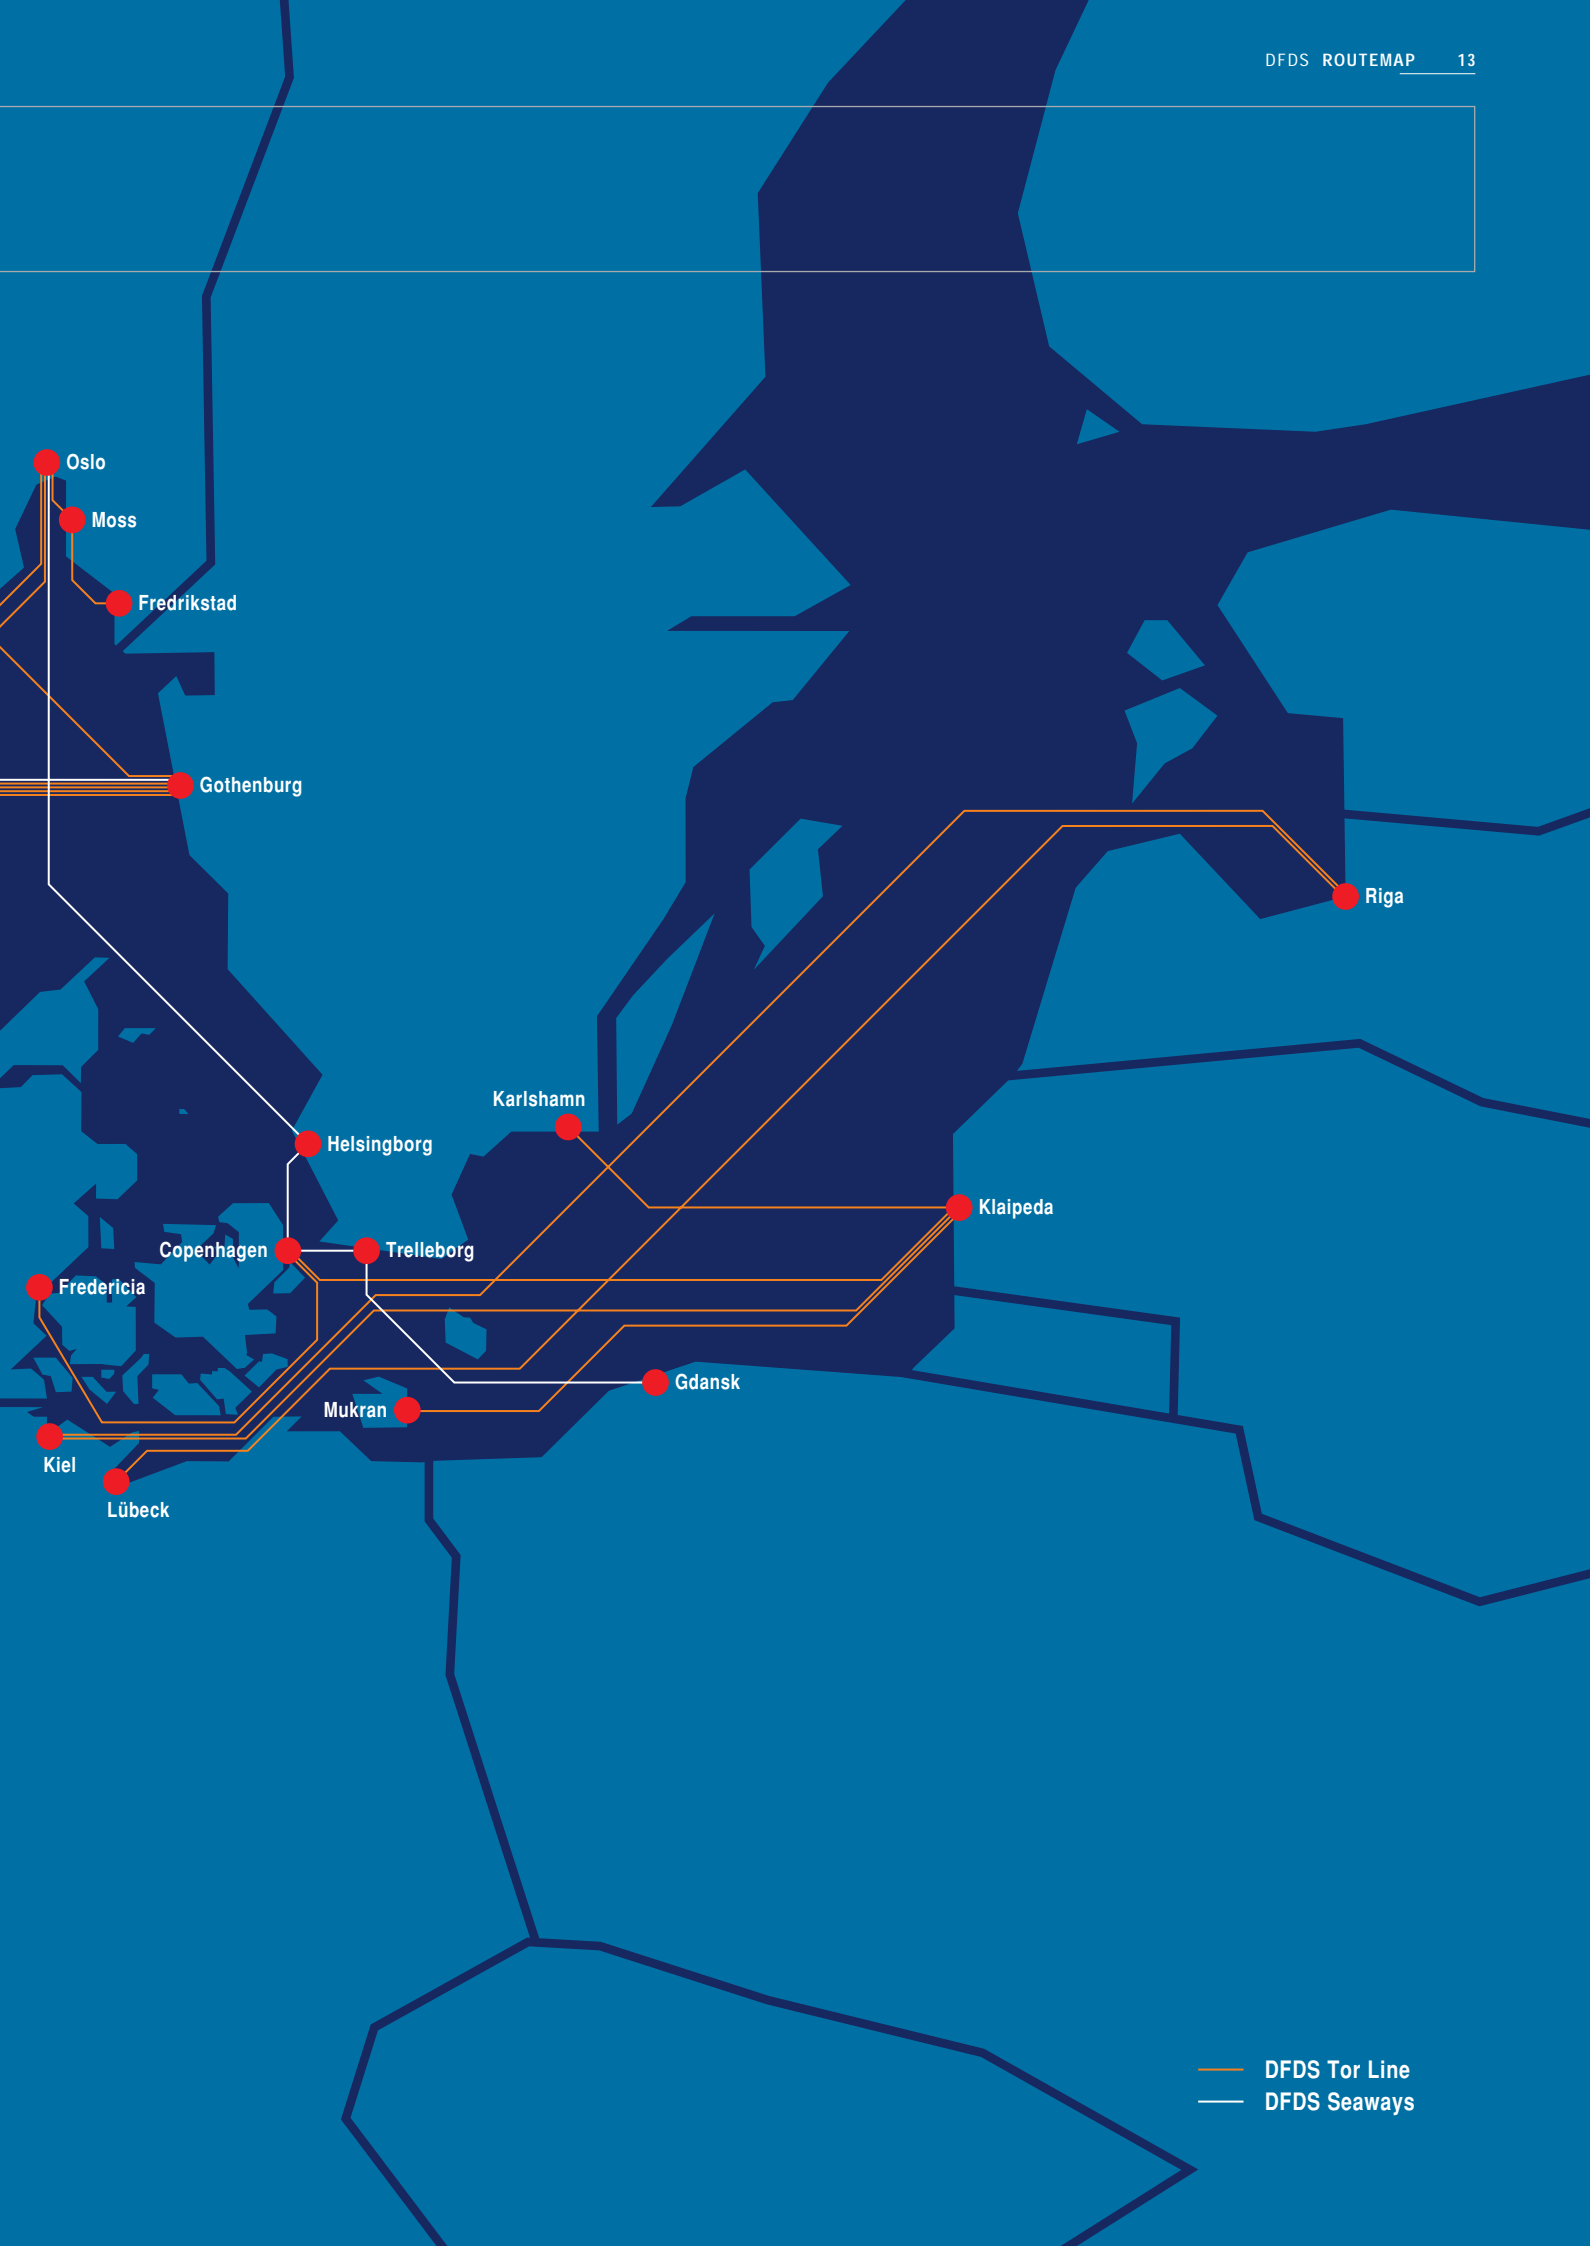 DFDS ROUTEMAP 13
Oslo
Moss
Fredrikstad
Gothenburg
Riga
Karlshamn
Helsingborg
Klaipeda
Copenhagen
Trelleborg
Fredericia
Gdansk
Mukran
Kiel
Lübeck
DFDS Tor Line
DFDS Seaways